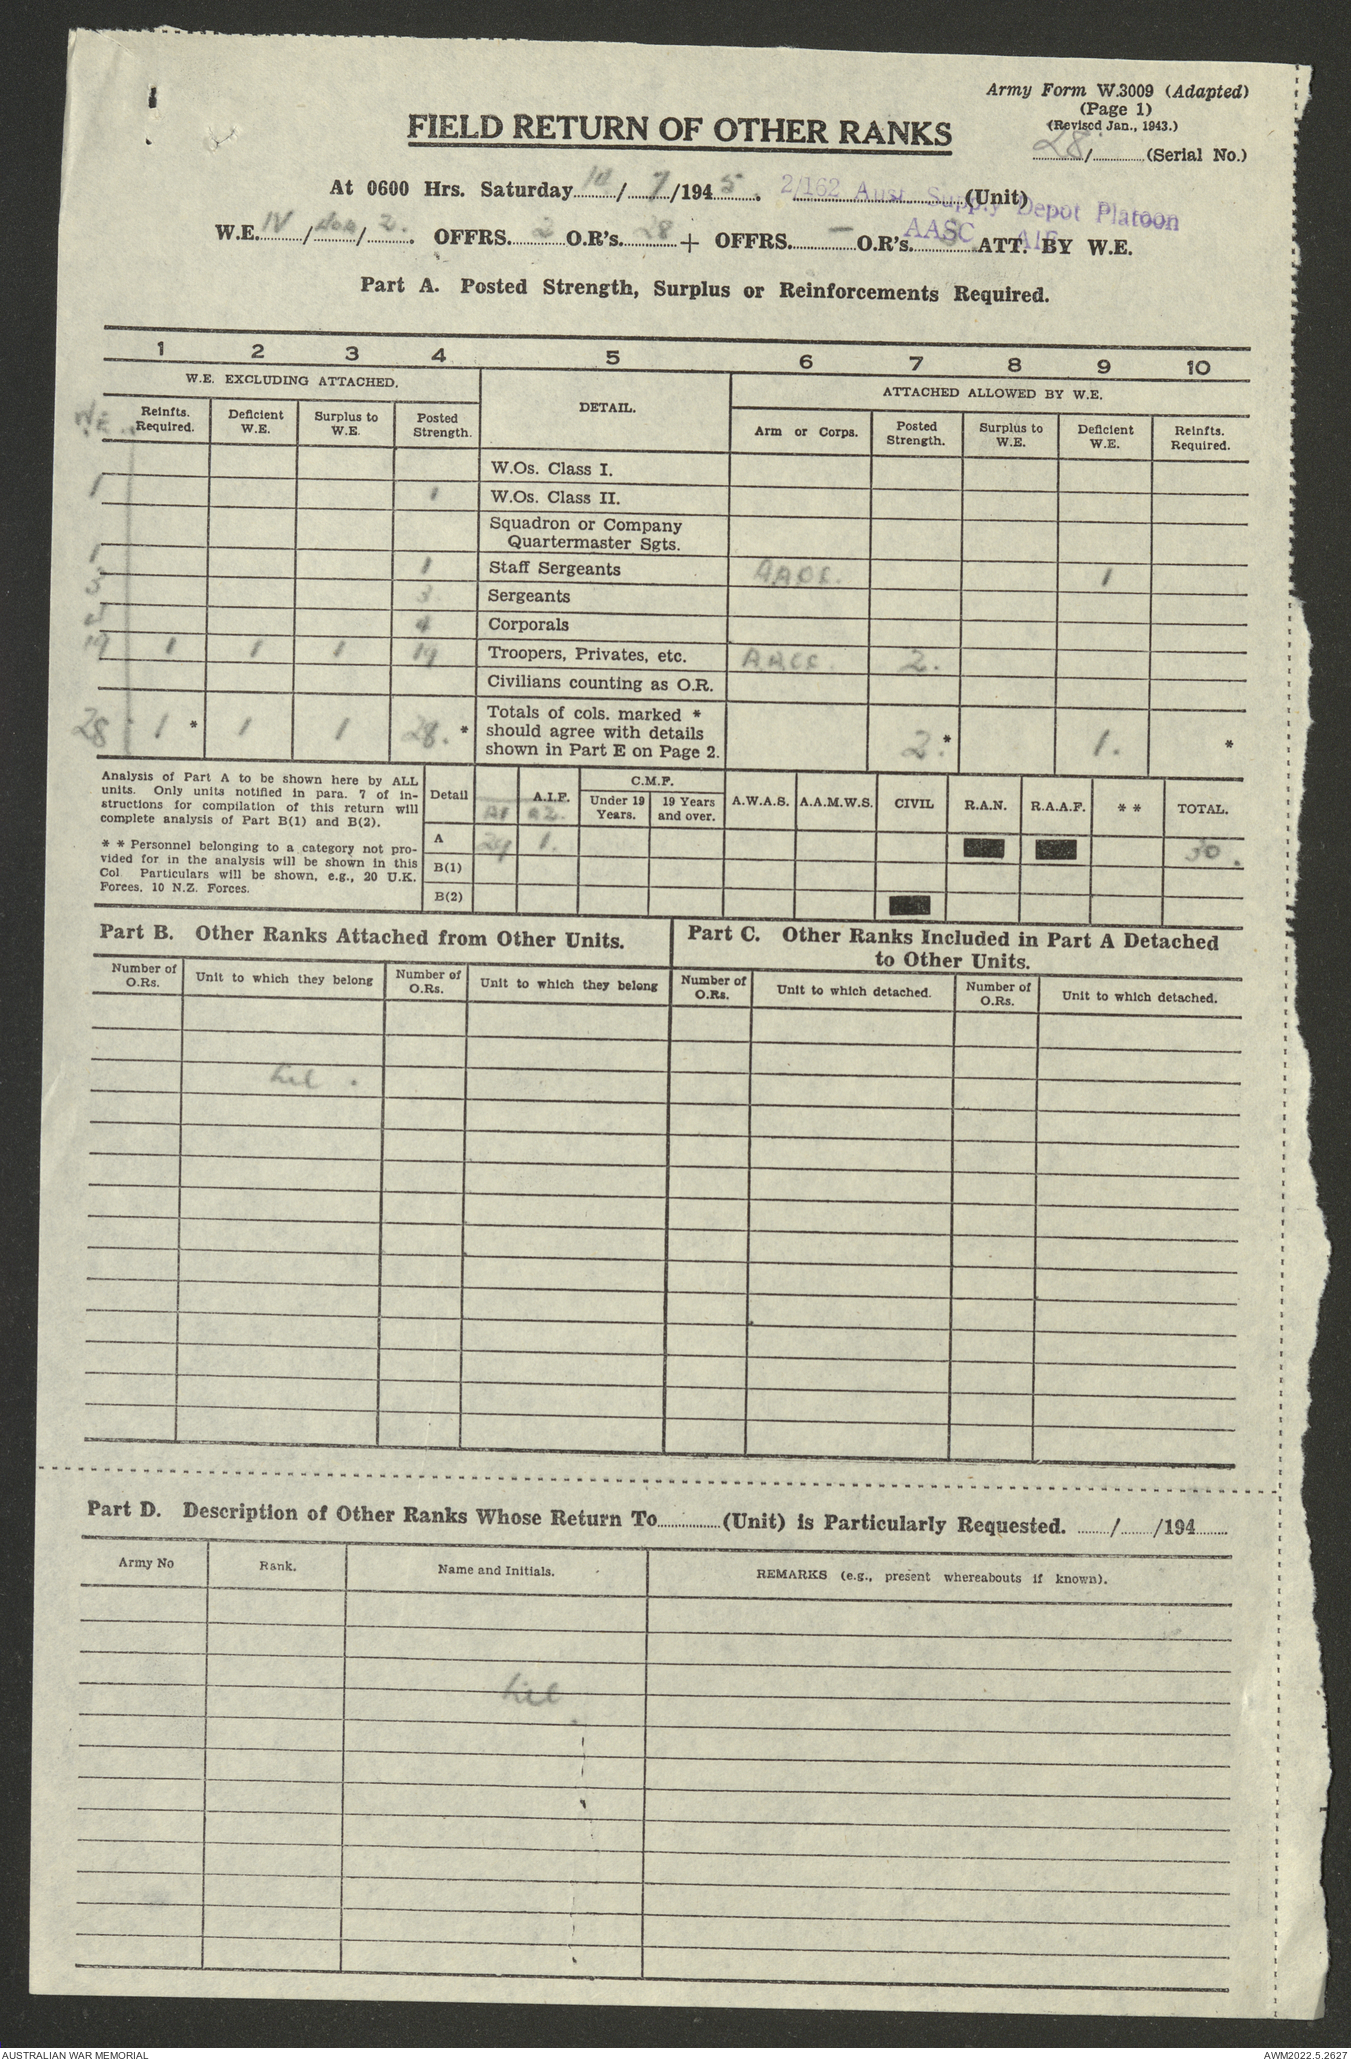 Army Form W.3009 (Adapted)
(Page 1)
(Revised Jan., 1943.)
28/ (Serial No.)
FIELD RETURN OF OTHER RANKS
At 0600 Hrs. Saturday 14/7/1945. 2/162 Aust Supply Depot Platoon (Unit)
AASC AIF
W.E. IV / / 2. OFFRS. 2 O.R's. 28 + OFFRS. — O.R's. 3 ATT. BY W.E.
Part A. Posted Strength, Surplus or Reinforcements Required.
1 2 3 4 5 6 7 8 9 10
W.E. EXCLUDING ATTACHED. DETAIL. ATTACHED ALLOWED BY W.E.
W.E. Reinfts. Required. Deficient W.E. Surplus to W.E. Posted Strength. Arm or Corps. Posted Strength. Surplus to W.E. Deficient W.E. Reinfts. Required.
W.Os. Class I.
1 1 W.Os. Class II.
Squadron or Company
Quartermaster Sgts.
1 1 Staff Sergeants A.A.O.C. 1
3 3 Sergeants
4 4 Corporals
19 1 1 1 19 Troopers, Privates, etc. A.A.C.C. 2.
Civilians counting as O.R.
28 1 * 1 1 28. * Totals of cols. marked * should agree with details shown in Part E on Page 2. 2. * 1. *
Analysis of Part A to be shown here by ALL
units. Only units notified in para. 7 of in-
structions for compilation of this return will
complete analysis of Part B(1) and B(2).
* * Personnel belonging to a category not pro-
vided for in the analysis will be shown in this
Col Particulars will be shown, e.g., 20 U.K.
Forces, 10 N.Z. Forces.
Detail A.I.F. C.M.F. A.W.A.S. A.A.M.W.S. CIVIL R.A.N. R.A.A.F. * * TOTAL.
A1 A2. Under 19 Years. 19 Years and over.
A 29 1. 30.
B(1)
B(2)
Part B. Other Ranks Attached from Other Units.
Part C. Other Ranks Included in Part A Detached
to Other Units.
Number of O.Rs. Unit to which they belong Number of O.Rs. Unit to which they belong Number of O.Rs. Unit to which detached. Number of O.Rs. Unit to which detached.
Nil.
Part D. Description of Other Ranks Whose Return To (Unit) is Particularly Requested. / /194
Army No Rank. Name and Initials. REMARKS (e.g., present whereabouts if known).
Nil
AUSTRALIAN WAR MEMORIAL AWM2022.5.2627